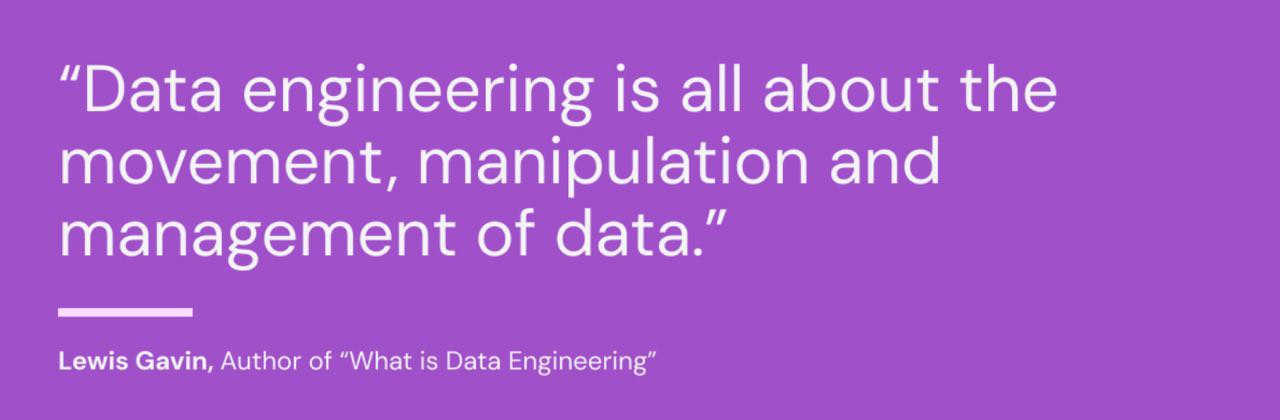 “Data engineering is all about the
movement, manipulation and
management of data.”
Lewis Gavin, Author of “What is Data Engineering”